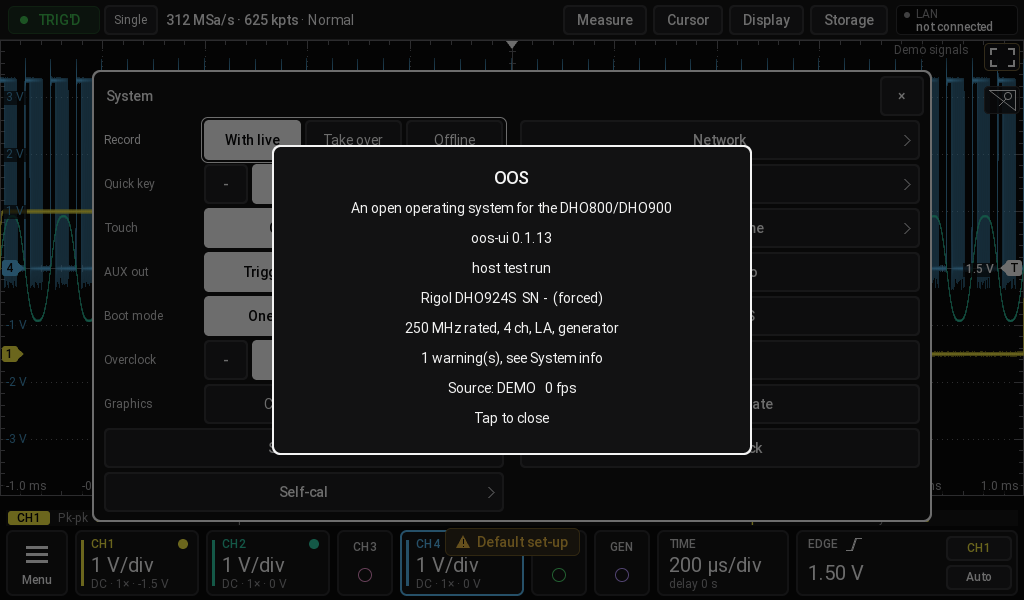 TRIG'D
Single
312 MSa/s · 625 kpts · Normal
Measure
Cursor
Display
Storage
LAN
not connected
Demo signals
System
×
3 V
2 V
1 V
4
-1 V
1
-2 V
-3 V
1.5 V
T
Record
With live
Take over
Offline
Network
Quick key
-
Touch
AUX out
Boot mode
Overclock
-
Graphics
Self-cal
OOS
An open operating system for the DHO800/DHO900
oos-ui 0.1.13
host test run
Rigol DHO924S SN - (forced)
250 MHz rated, 4 ch, LA, generator
1 warning(s), see System info
Source: DEMO 0 fps
Tap to close
-1.0 ms
1.0 ms
CH1
Pk-pk
Default set-up
Menu
CH1
1 V/div
DC · 1× · -1.5 V
CH2
1 V/div
DC · 1× · 0 V
CH3
CH4
1 V/div
DC · 1× · 0 V
GEN
TIME
200 µs/div
delay 0 s
EDGE
1.50 V
CH1
Auto